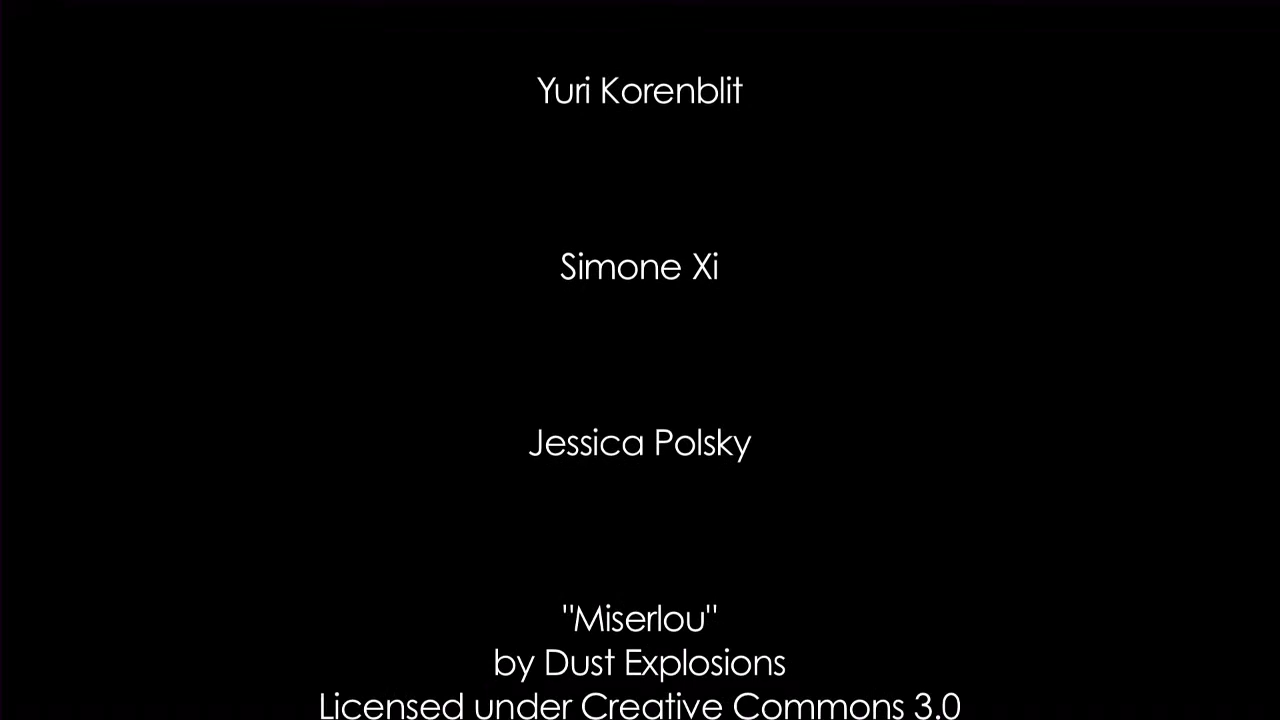 Yuri Korenblit
Simone Xi
Jessica Polsky
"Miserlou"
by Dust Explosions
Licensed under Creative Commons 3.0